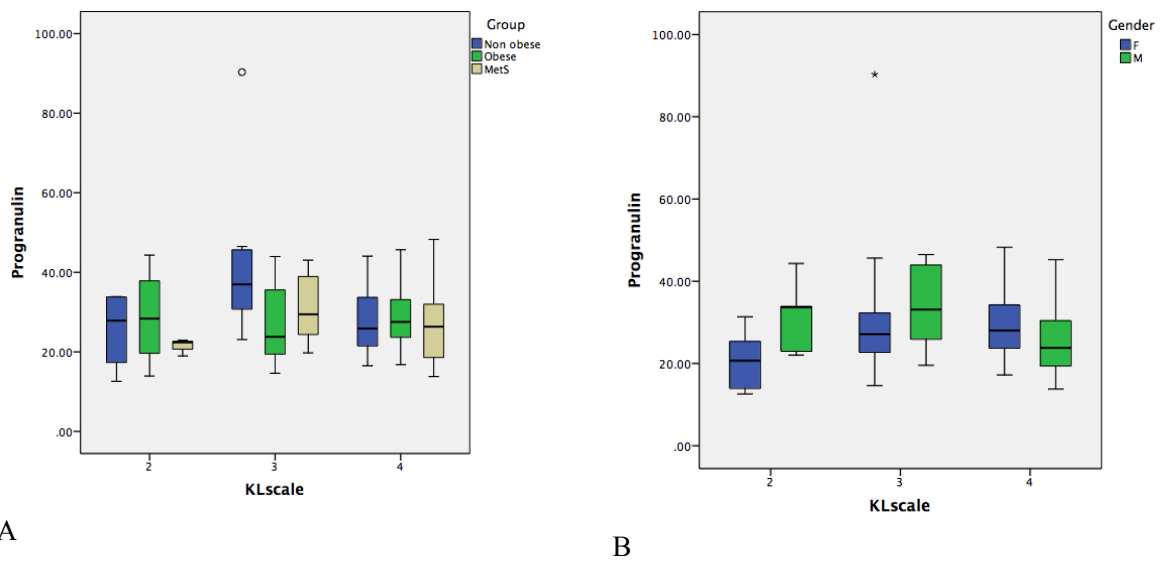 Group
Non obese
Obese
MetS
100.00
80.00
60.00
40.00
20.00
.00
Progranulin
2
3
4
KLscale
A
Gender
F
M
100.00
80.00
60.00
40.00
20.00
.00
Progranulin
2
3
4
KLscale
B